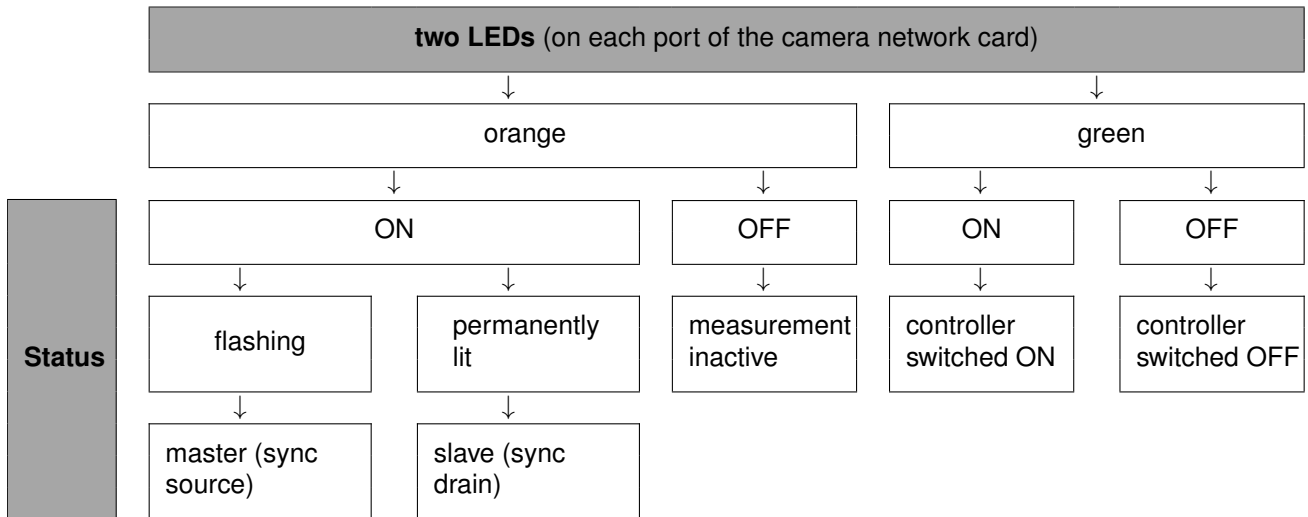 two LEDs (on each port of the camera network card)
↓ ↓
orange green
↓ ↓ ↓ ↓
ON OFF ON OFF
↓ ↓ ↓ ↓ ↓
flashing
permanently
lit
measurement
inactive
controller
switched ON
controller
switched OFF
Status
↓ ↓
master (sync
source)
slave (sync
drain)